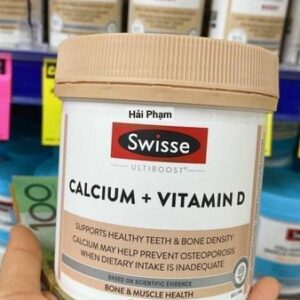 Hải Phạm
Swisse
ULTIBOOST
CALCIUM + VITAMIN D
SUPPORTS HEALTHY TEETH & BONE DENSITY
CALCIUM MAY HELP PREVENT OSTEOPOROSIS
WHEN DIETARY INTAKE IS INADEQUATE
BASED ON SCIENTIFIC EVIDENCE
BONE & MUSCLE HEALTH